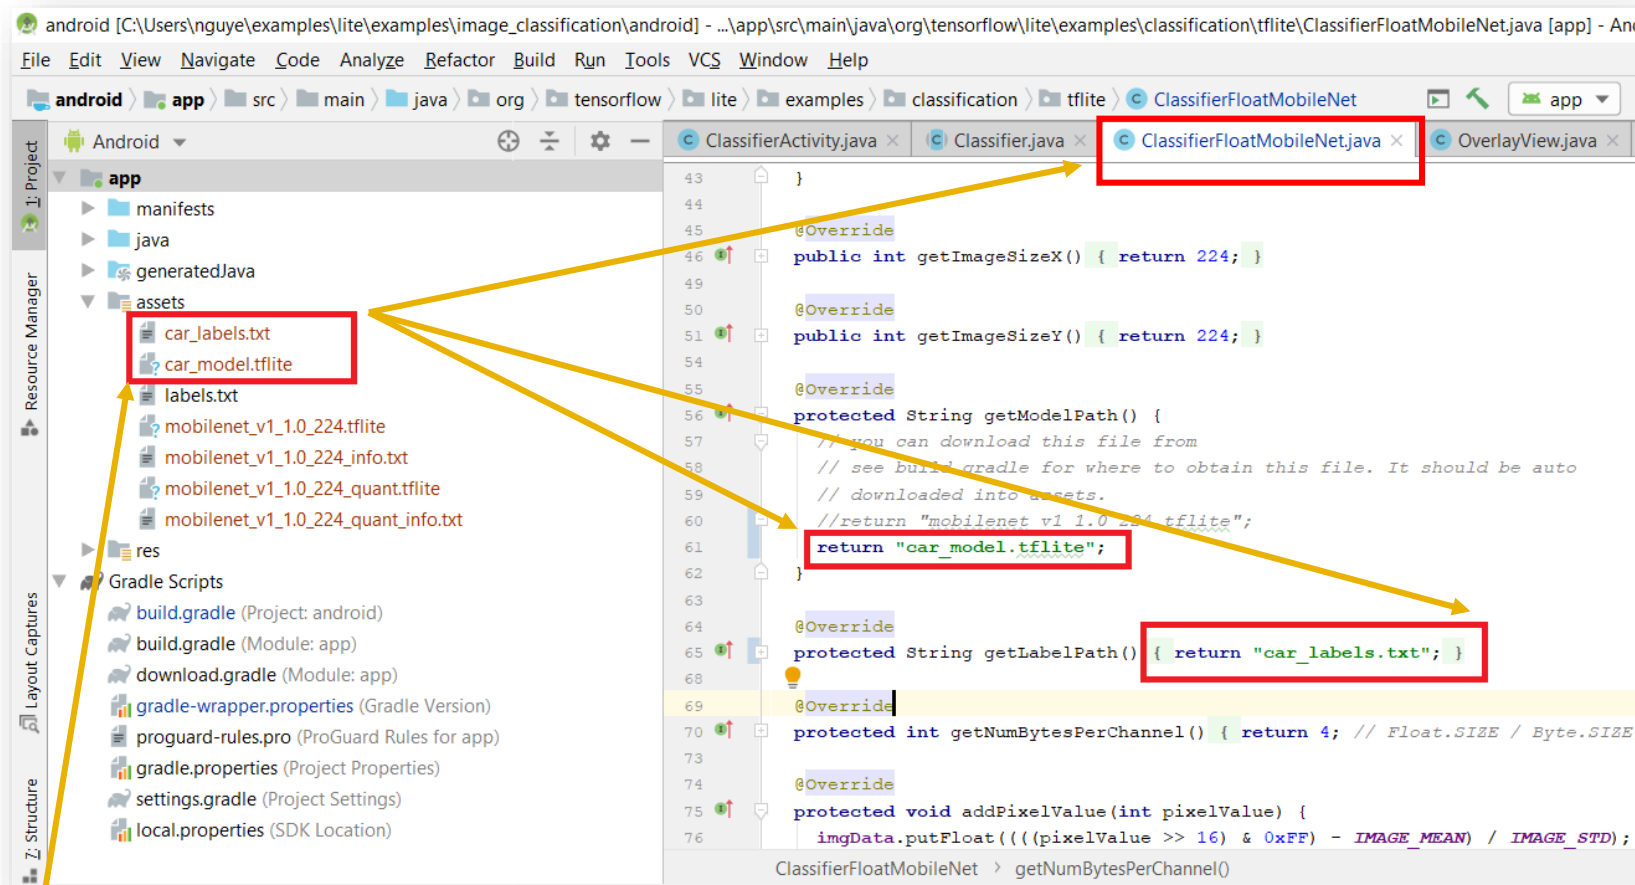 android [C:\Users\nguye\examples\lite\examples\image_classification\android] - ...\app\src\main\java\org\tensorflow\lite\examples\classification\tflite\ClassifierFloatMobileNet.java [app] -
File Edit View Navigate Code Analyze Refactor Build Run Tools VCS Window Help
android app src main java org tensorflow lite examples classification tflite ClassifierFloatMobileNet app
Android
ClassifierActivity.java Classifier.java ClassifierFloatMobileNet.java OverlayView.java
1: Project
Resource Manager
Layout Captures
Z: Structure
app
manifests
java
generatedJava
assets
car_labels.txt
car_model.tflite
labels.txt
mobilenet_v1_1.0_224.tflite
mobilenet_v1_1.0_224_info.txt
mobilenet_v1_1.0_224_quant.tflite
mobilenet_v1_1.0_224_quant_info.txt
res
Gradle Scripts
build.gradle (Project: android)
build.gradle (Module: app)
download.gradle (Module: app)
gradle-wrapper.properties (Gradle Version)
proguard-rules.pro (ProGuard Rules for app)
gradle.properties (Project Properties)
settings.gradle (Project Settings)
local.properties (SDK Location)
43 }
44
45 @Override
46 public int getImageSizeX() { return 224; }
49
50 @Override
51 public int getImageSizeY() { return 224; }
54
55 @Override
56 protected String getModelPath() {
57 // you can download this file from
58 // see build.gradle for where to obtain this file. It should be auto
59 // downloaded into assets.
60 //return "mobilenet_v1_1.0_224.tflite";
61 return "car_model.tflite";
62 }
63
64 @Override
65 protected String getLabelPath() { return "car_labels.txt"; }
68
69 @Override
70 protected int getNumBytesPerChannel() { return 4; // Float.SIZE / Byte.SIZE
73
74 @Override
75 protected void addPixelValue(int pixelValue) {
76 imgData.putFloat((((pixelValue >> 16) & 0xFF) - IMAGE_MEAN) / IMAGE_STD);
ClassifierFloatMobileNet > getNumBytesPerChannel()